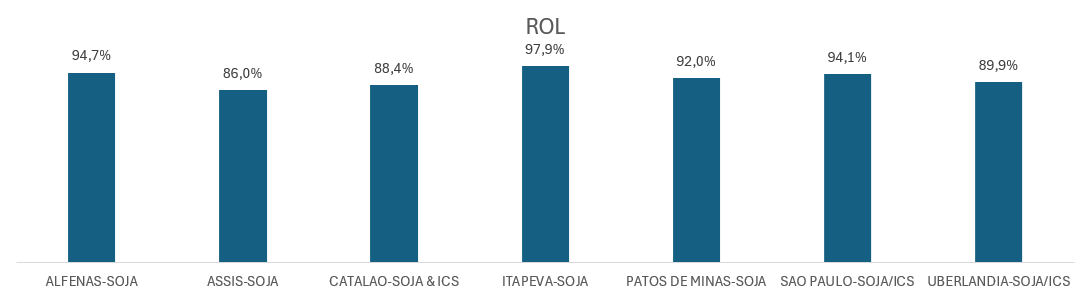 ROL
94,7%
86,0%
88,4%
97,9%
92,0%
94,1%
89,9%
ALFENAS-SOJA
ASSIS-SOJA
CATALAO-SOJA & ICS
ITAPEVA-SOJA
PATOS DE MINAS-SOJA
SAO PAULO-SOJA/ICS
UBERLANDIA-SOJA/ICS